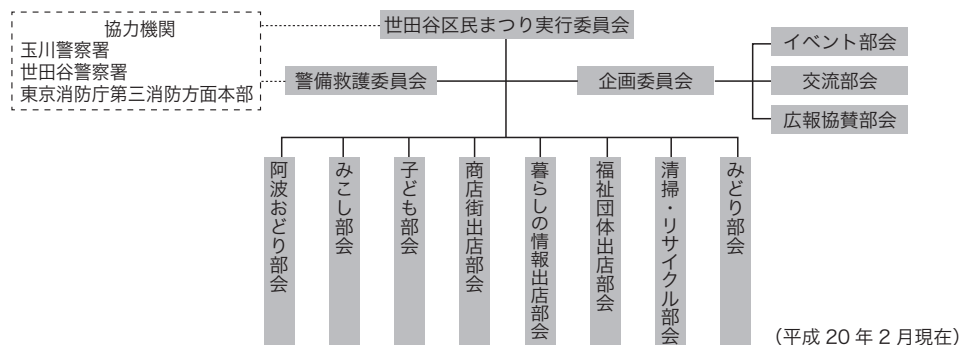 協力機関
玉川警察署
世田谷警察署
東京消防庁第三消防方面本部
世田谷区民まつり実行委員会
警備救護委員会
企画委員会
イベント部会
交流部会
広報協賛部会
阿波おどり部会
みこし部会
子ども部会
商店街出店部会
暮らしの情報出店部会
福祉団体出店部会
清掃・リサイクル部会
みどり部会
（平成 20 年 2 月現在）